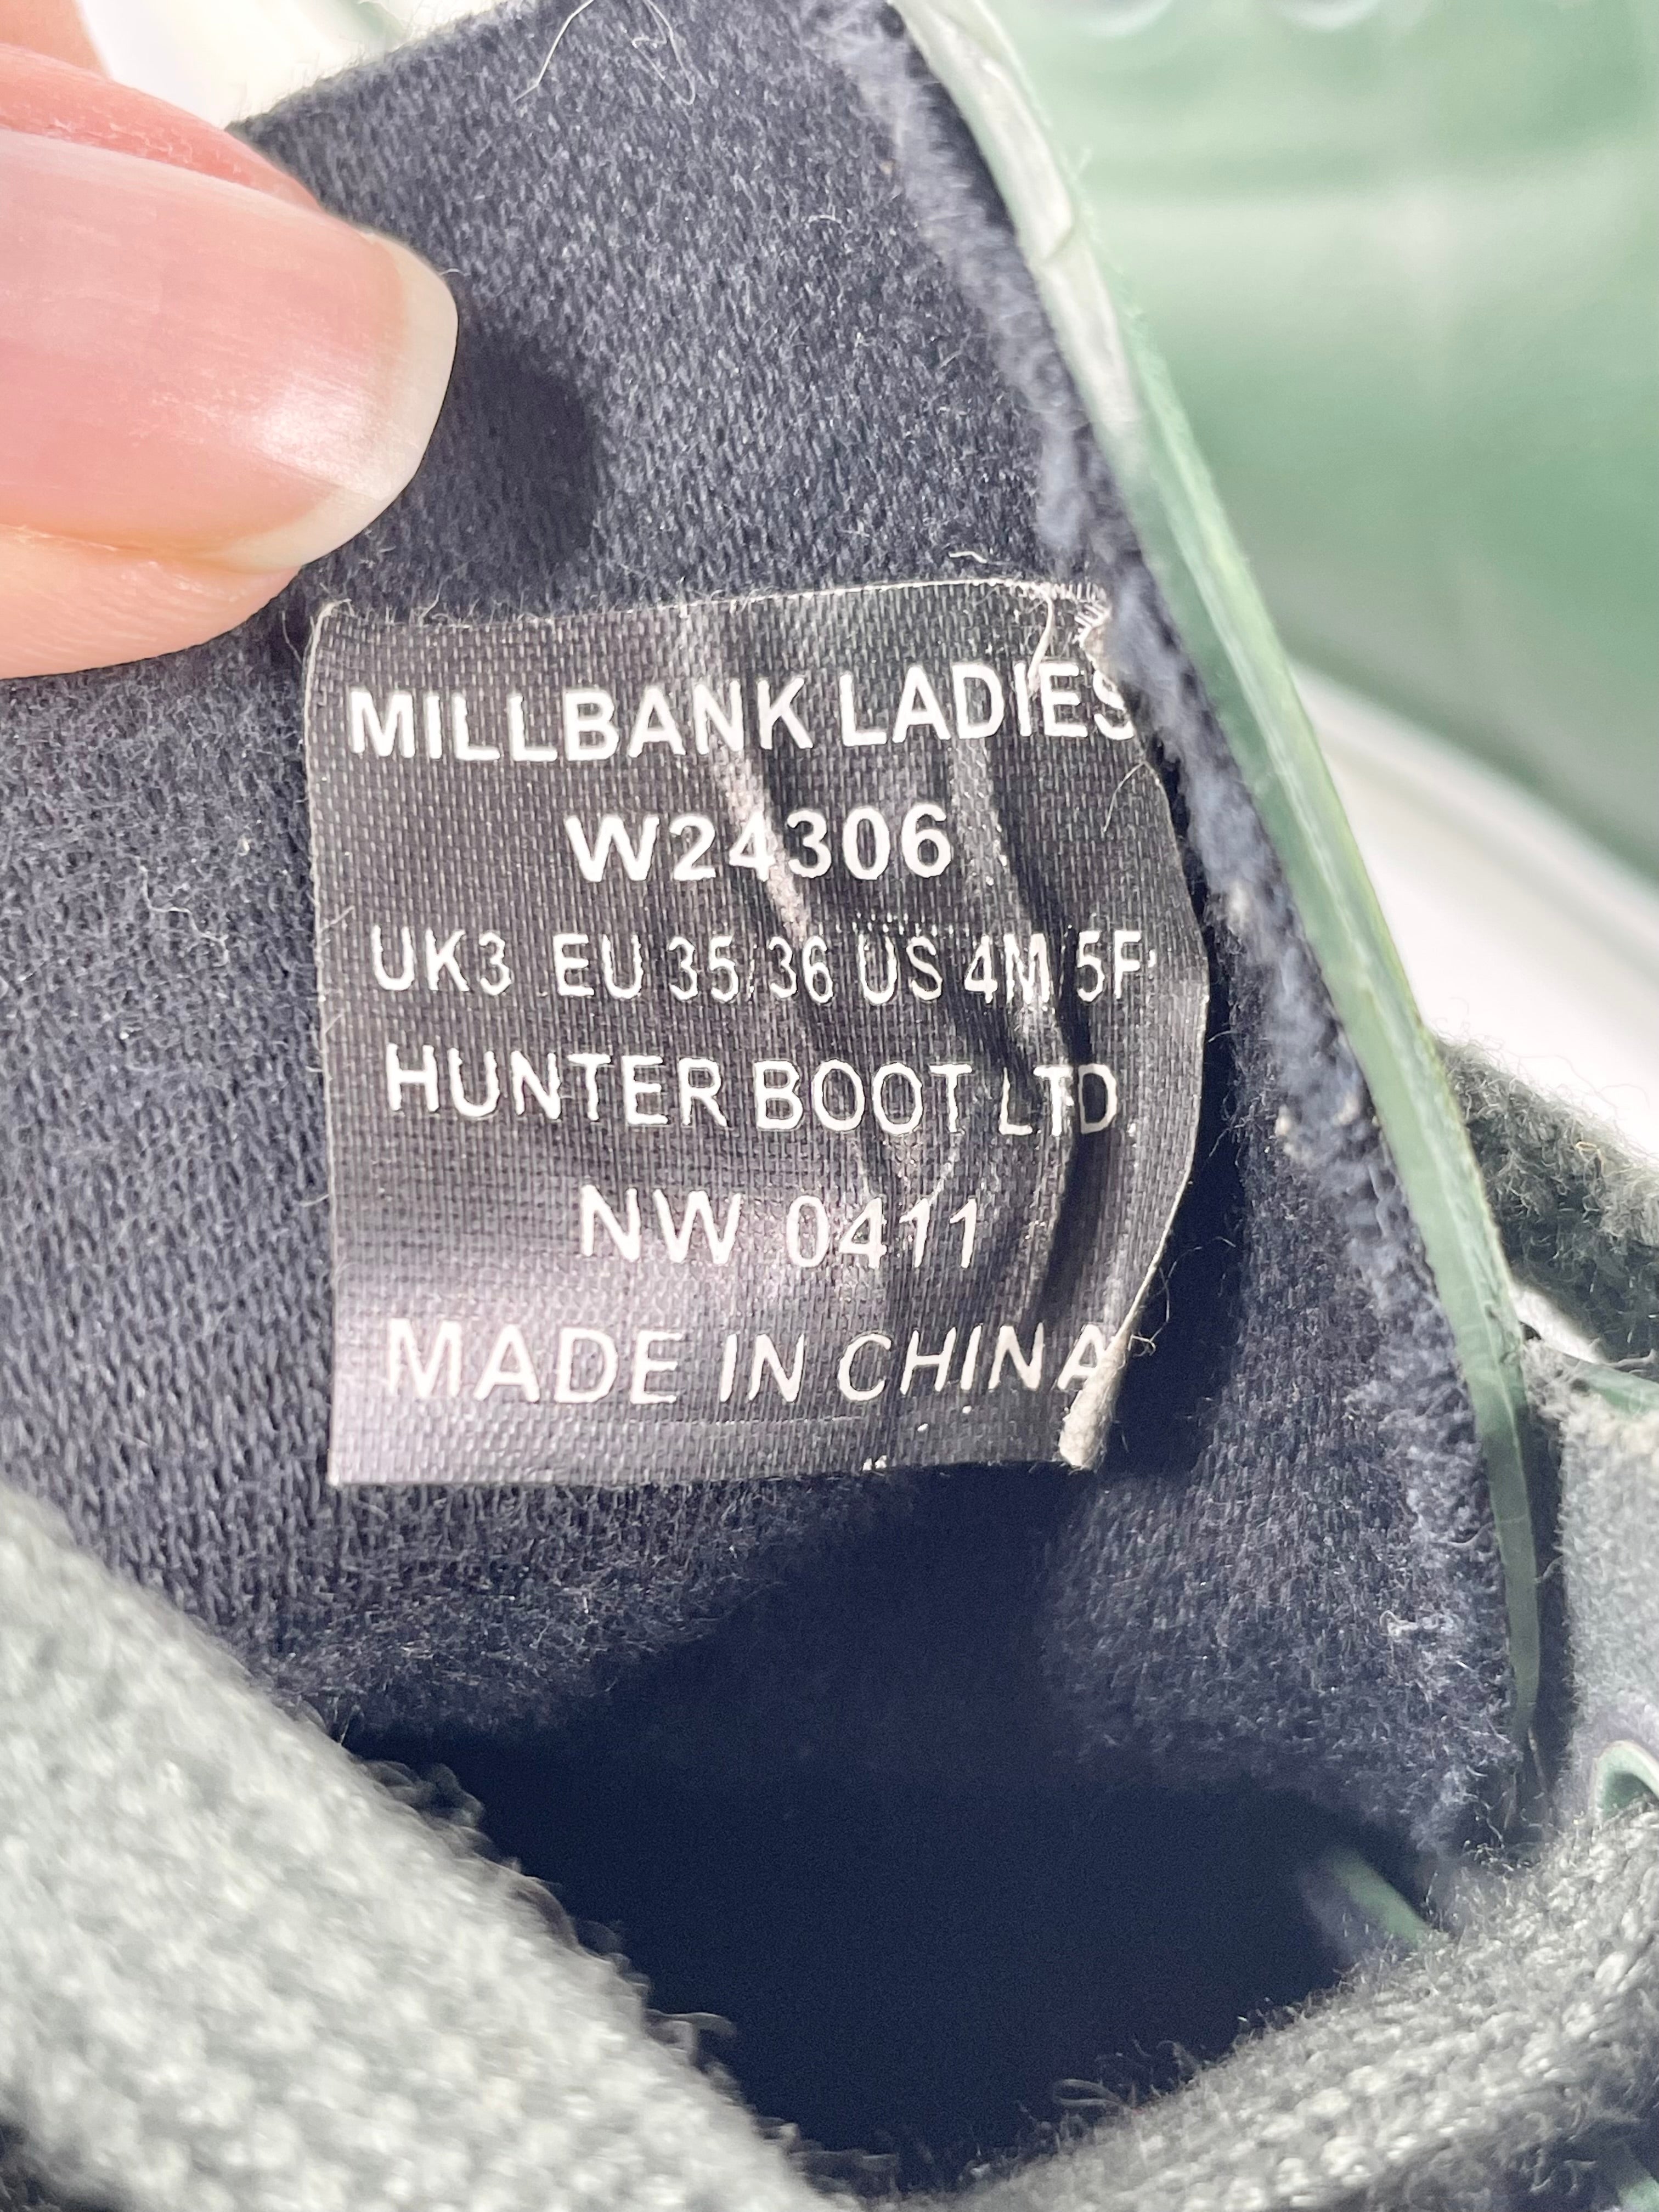 MILLBANK LADIES
W24306
UK3 EU 35/36 US 4M/5F
HUNTER BOOT LTD.
NW 0411
MADE IN CHINA